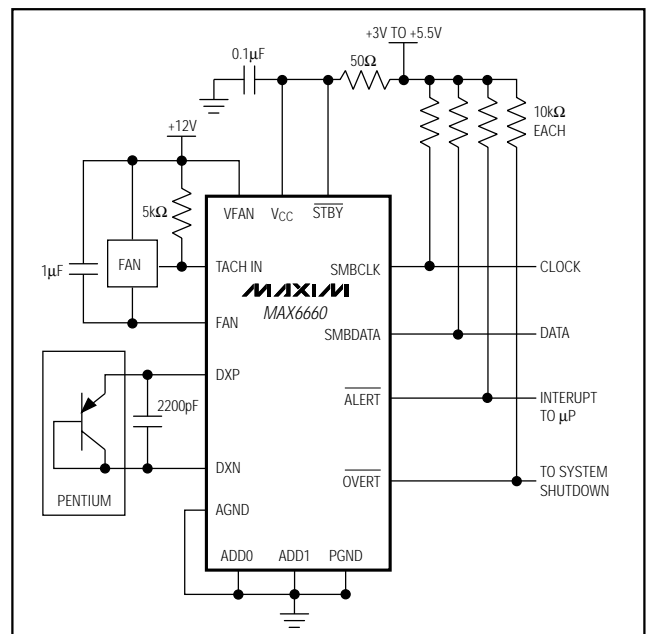 +3V TO +5.5V
0.1µF
50Ω
10kΩ
EACH
+12V
5kΩ
VFAN
VCC
STBY
1µF
FAN
TACH IN
SMBCLK
CLOCK
MAXIM
MAX6660
FAN
SMBDATA
DATA
DXP
2200pF
ALERT
INTERUPT
TO µP
DXN
OVERT
TO SYSTEM
SHUTDOWN
PENTIUM
AGND
ADD0
ADD1
PGND